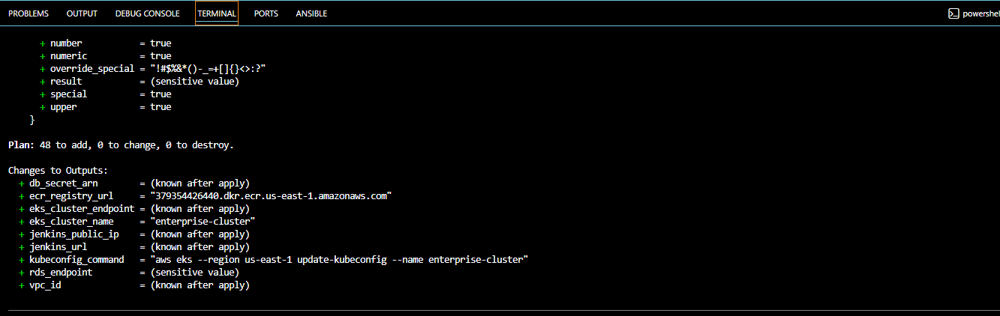 PROBLEMS OUTPUT DEBUG CONSOLE TERMINAL PORTS ANSIBLE powershel
+ number = true
+ numeric = true
+ override_special = "!#$%&*()-_=+[]{}<>:?"
+ result = (sensitive value)
+ special = true
+ upper = true
}
Plan: 48 to add, 0 to change, 0 to destroy.
Changes to Outputs:
+ db_secret_arn = (known after apply)
+ ecr_registry_url = "379354426440.dkr.ecr.us-east-1.amazonaws.com"
+ eks_cluster_endpoint = (known after apply)
+ eks_cluster_name = "enterprise-cluster"
+ jenkins_public_ip = (known after apply)
+ jenkins_url = (known after apply)
+ kubeconfig_command = "aws eks --region us-east-1 update-kubeconfig --name enterprise-cluster"
+ rds_endpoint = (sensitive value)
+ vpc_id = (known after apply)